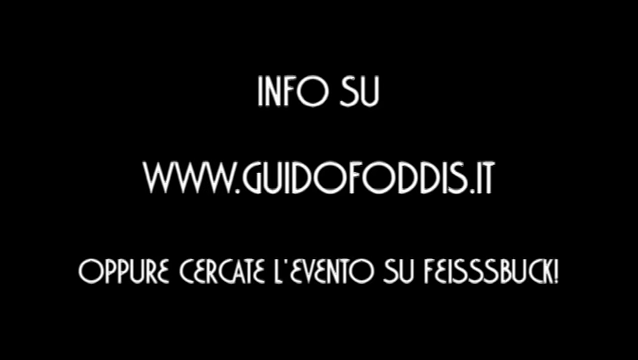 INFO SU
WWW.GUIDOFODDIS.IT
OPPURE CERCATE L'EVENTO SU FEISSSBUCK!